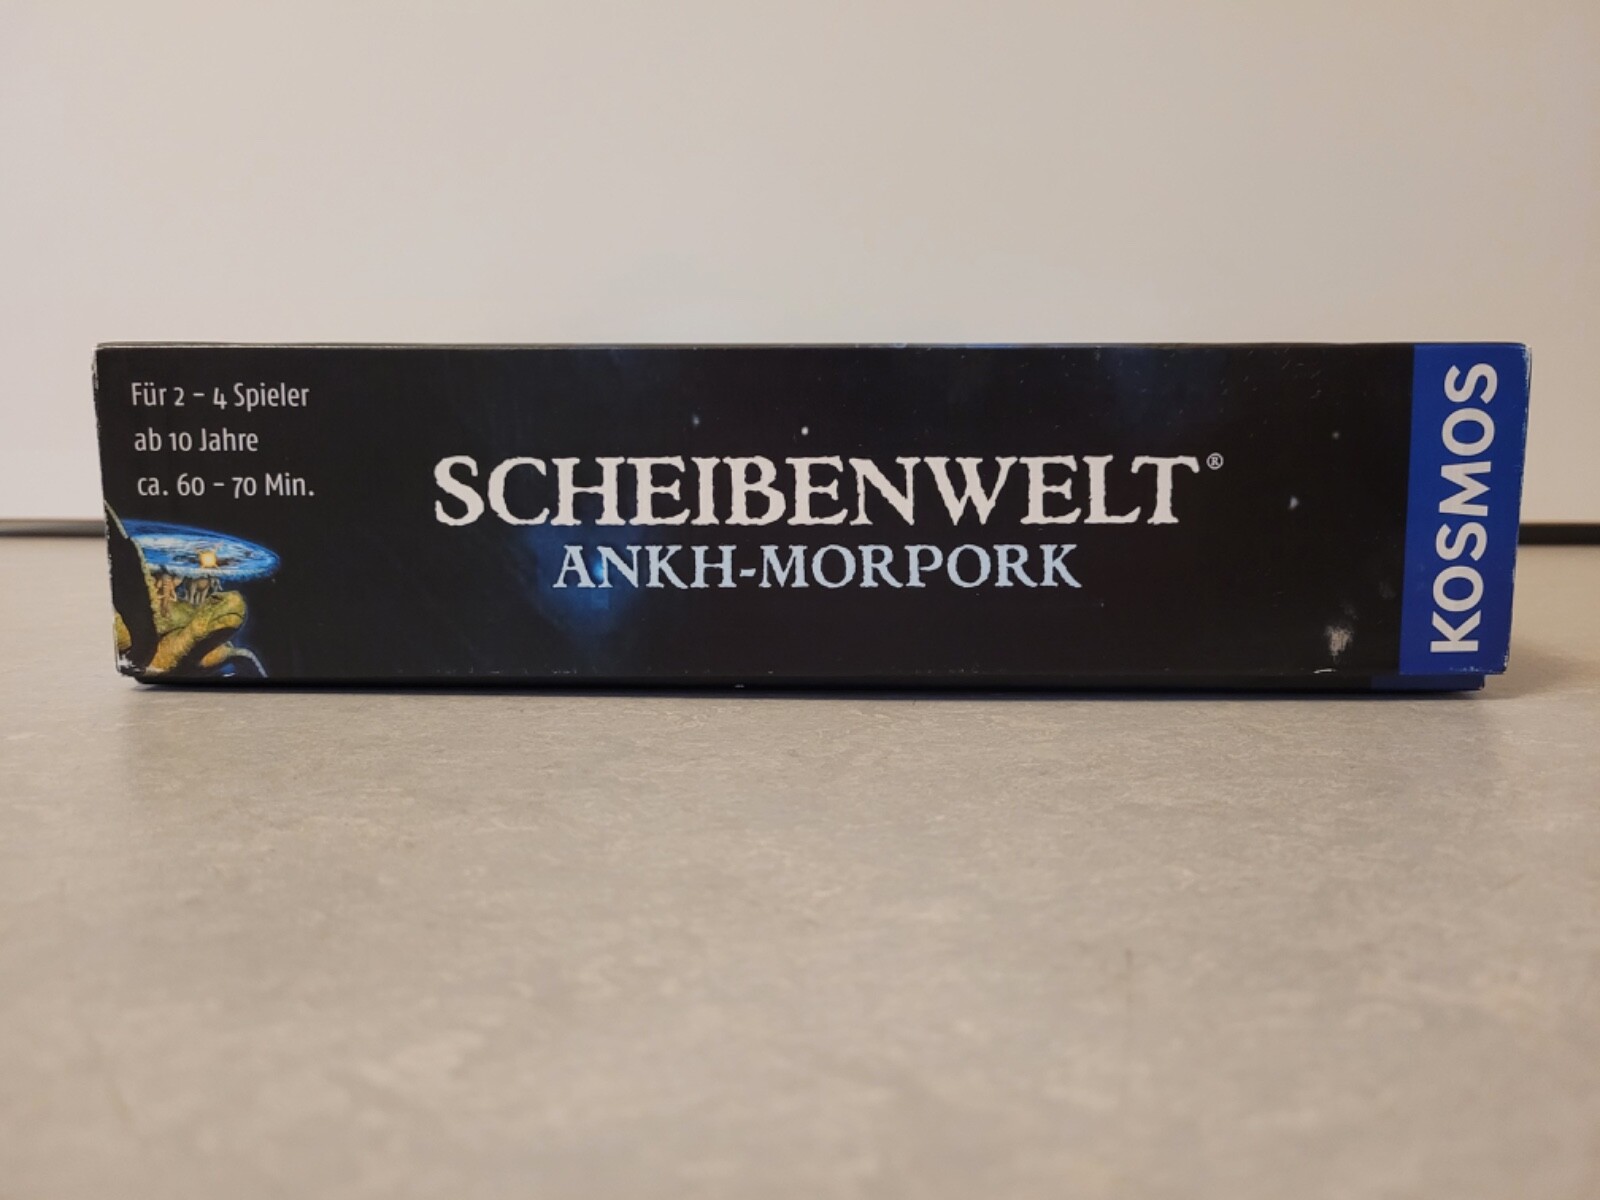 Für 2 – 4 Spieler
ab 10 Jahre
ca. 60 – 70 Min.
SCHEIBENWELT®
ANKH-MORPORK
KOSMOS